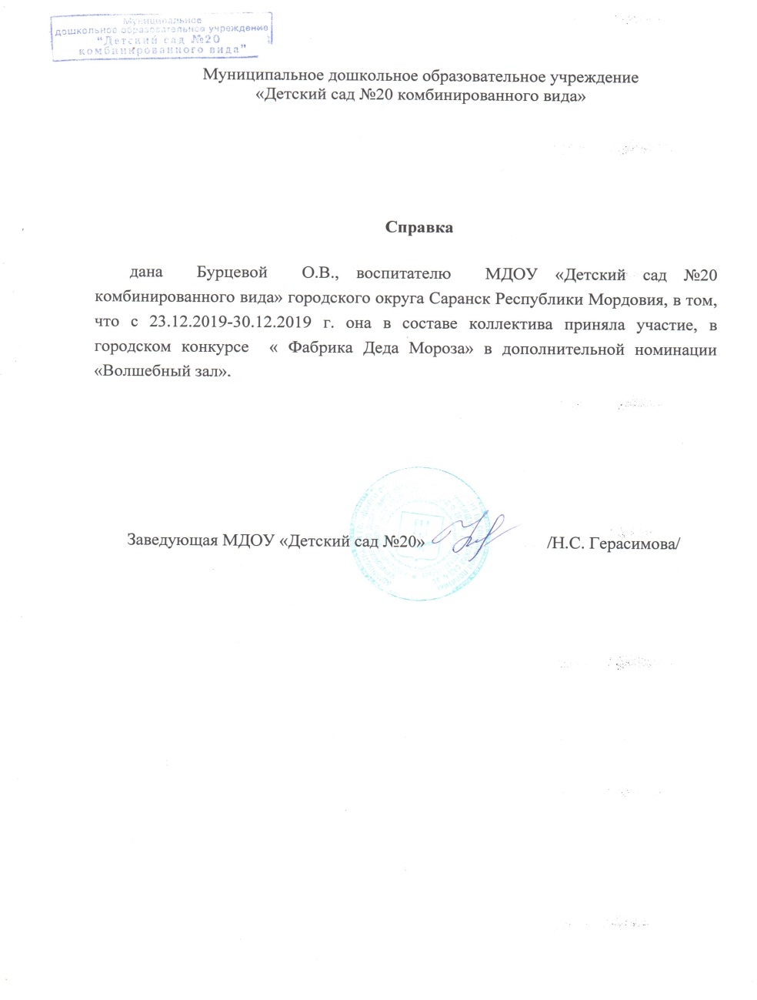 Муниципальное
дошкольное образовательное учреждение
"Детский сад №20
комбинированного вида"
Муниципальное дошкольное образовательное учреждение
«Детский сад №20 комбинированного вида»
Справка
дана Бурцевой О.В., воспитателю МДОУ «Детский сад №20
комбинированного вида» городского округа Саранск Республики Мордовия, в том,
что с 23.12.2019-30.12.2019 г. она в составе коллектива приняла участие, в
городском конкурсе « Фабрика Деда Мороза» в дополнительной номинации
«Волшебный зал».
Заведующая МДОУ «Детский сад №20» /Н.С. Герасимова/